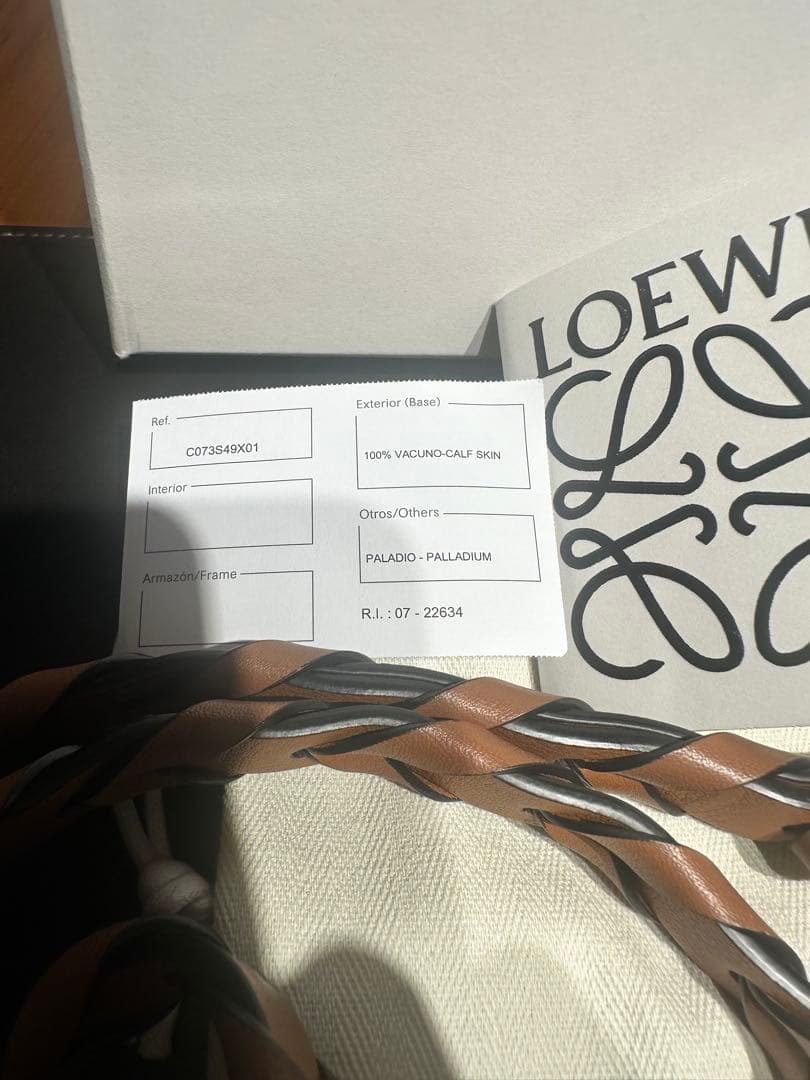 LOEW
Ref.
C073S49X01
Interior
Armazón/Frame
Exterior (Base)
100% VACUNO-CALF SKIN
Otros/Others
PALADIO - PALLADIUM
R.I. : 07 - 22634